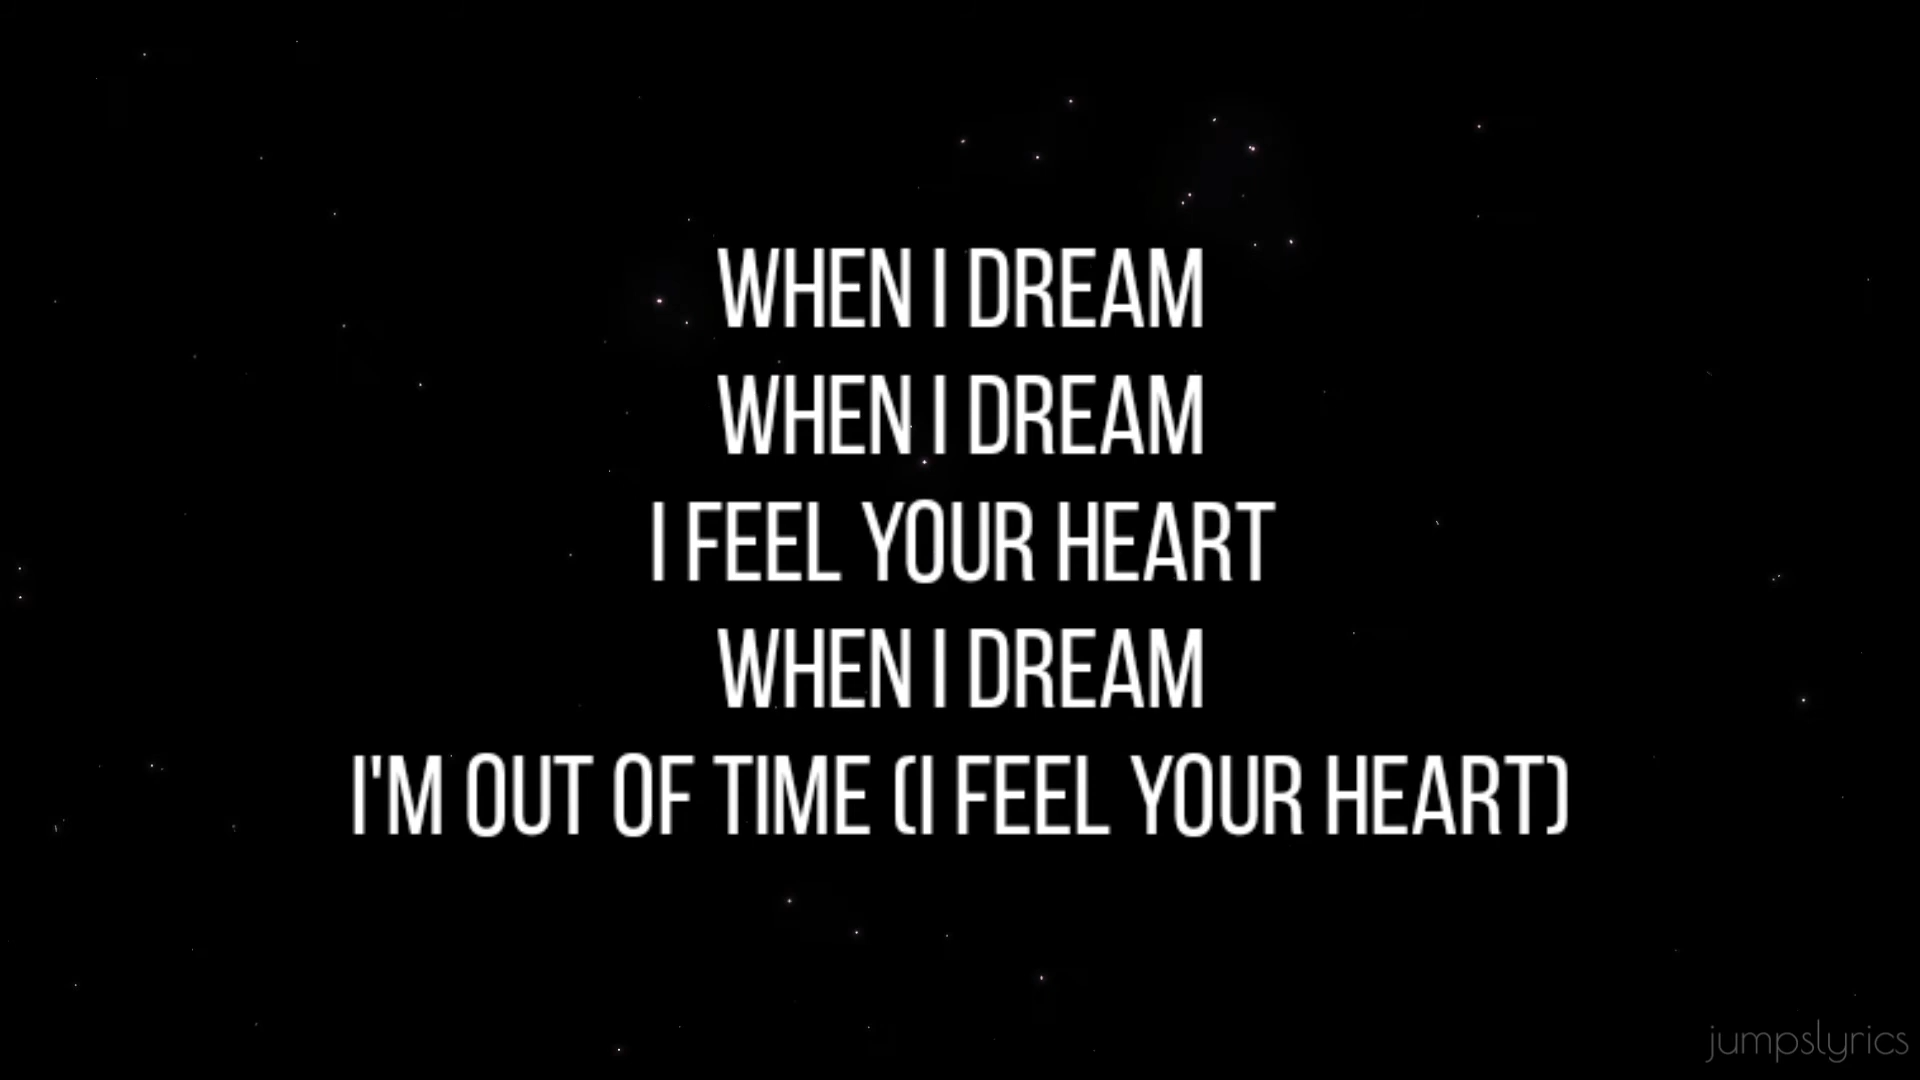 WHEN I DREAM
WHEN I DREAM
I FEEL YOUR HEART
WHEN I DREAM
I'M OUT OF TIME (I FEEL YOUR HEART)
jumpslyrics